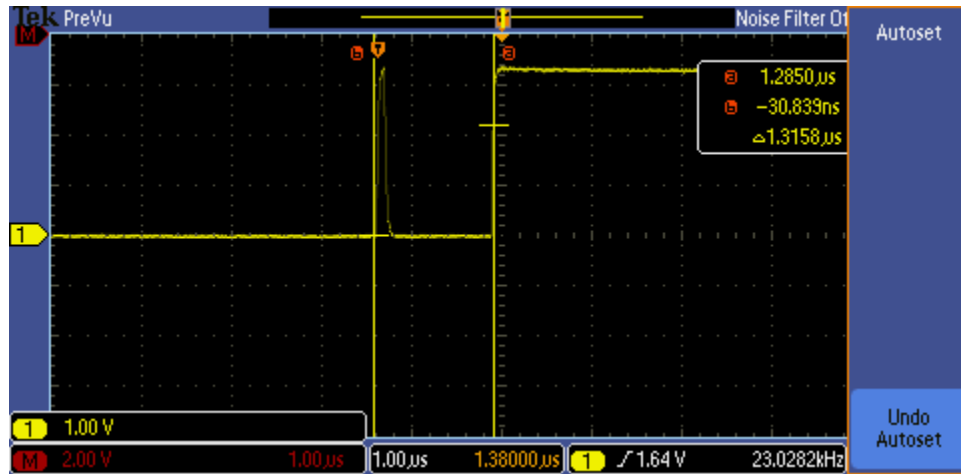 Tek PreVu
Noise Filter Of
Autoset
M
b T a
a 1.2850µs
b −30.839ns
△1.3158µs
1
1 1.00 V
M 2.00 V 1.00µs
1.00µs 1.38000µs
1 ∫ 1.64 V 23.0282kHz
Undo
Autoset